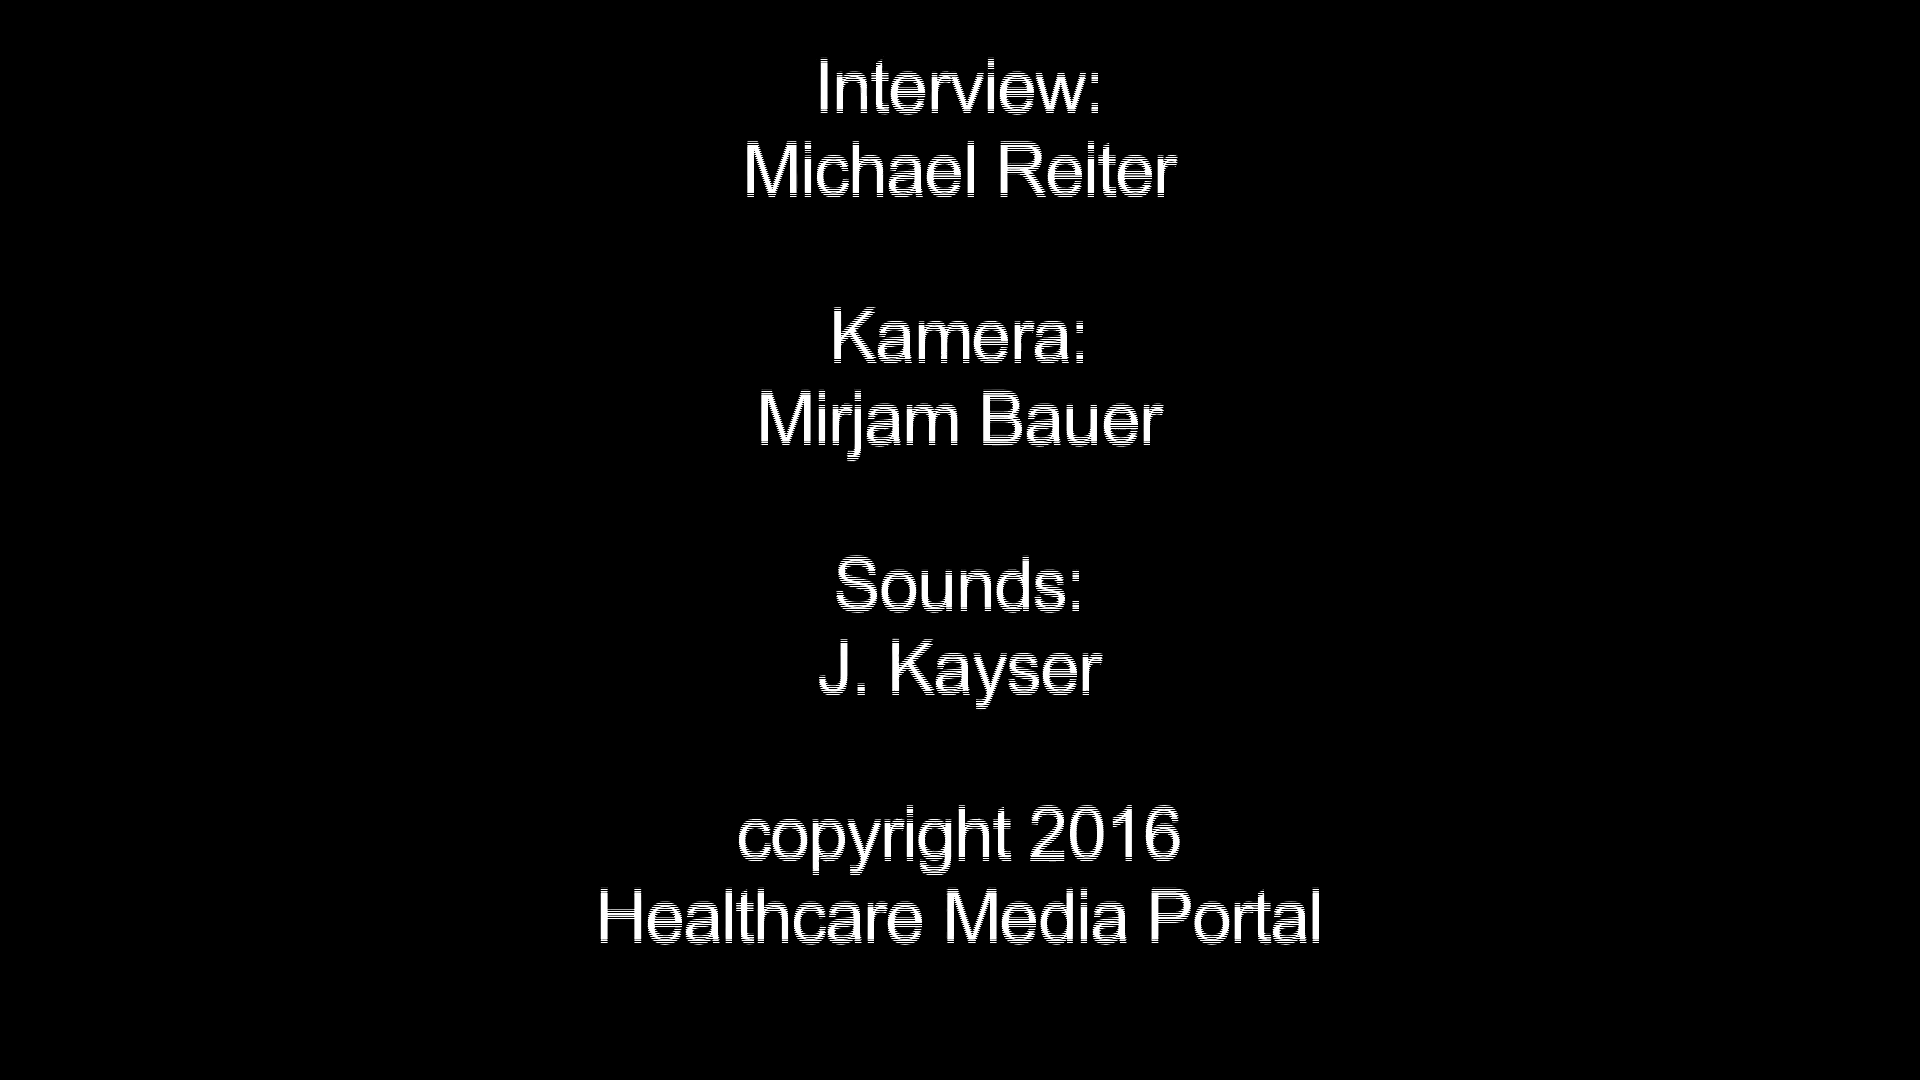 Interview:
Michael Reiter
Kamera:
Mirjam Bauer
Sounds:
J. Kayser
copyright 2016
Healthcare Media Portal